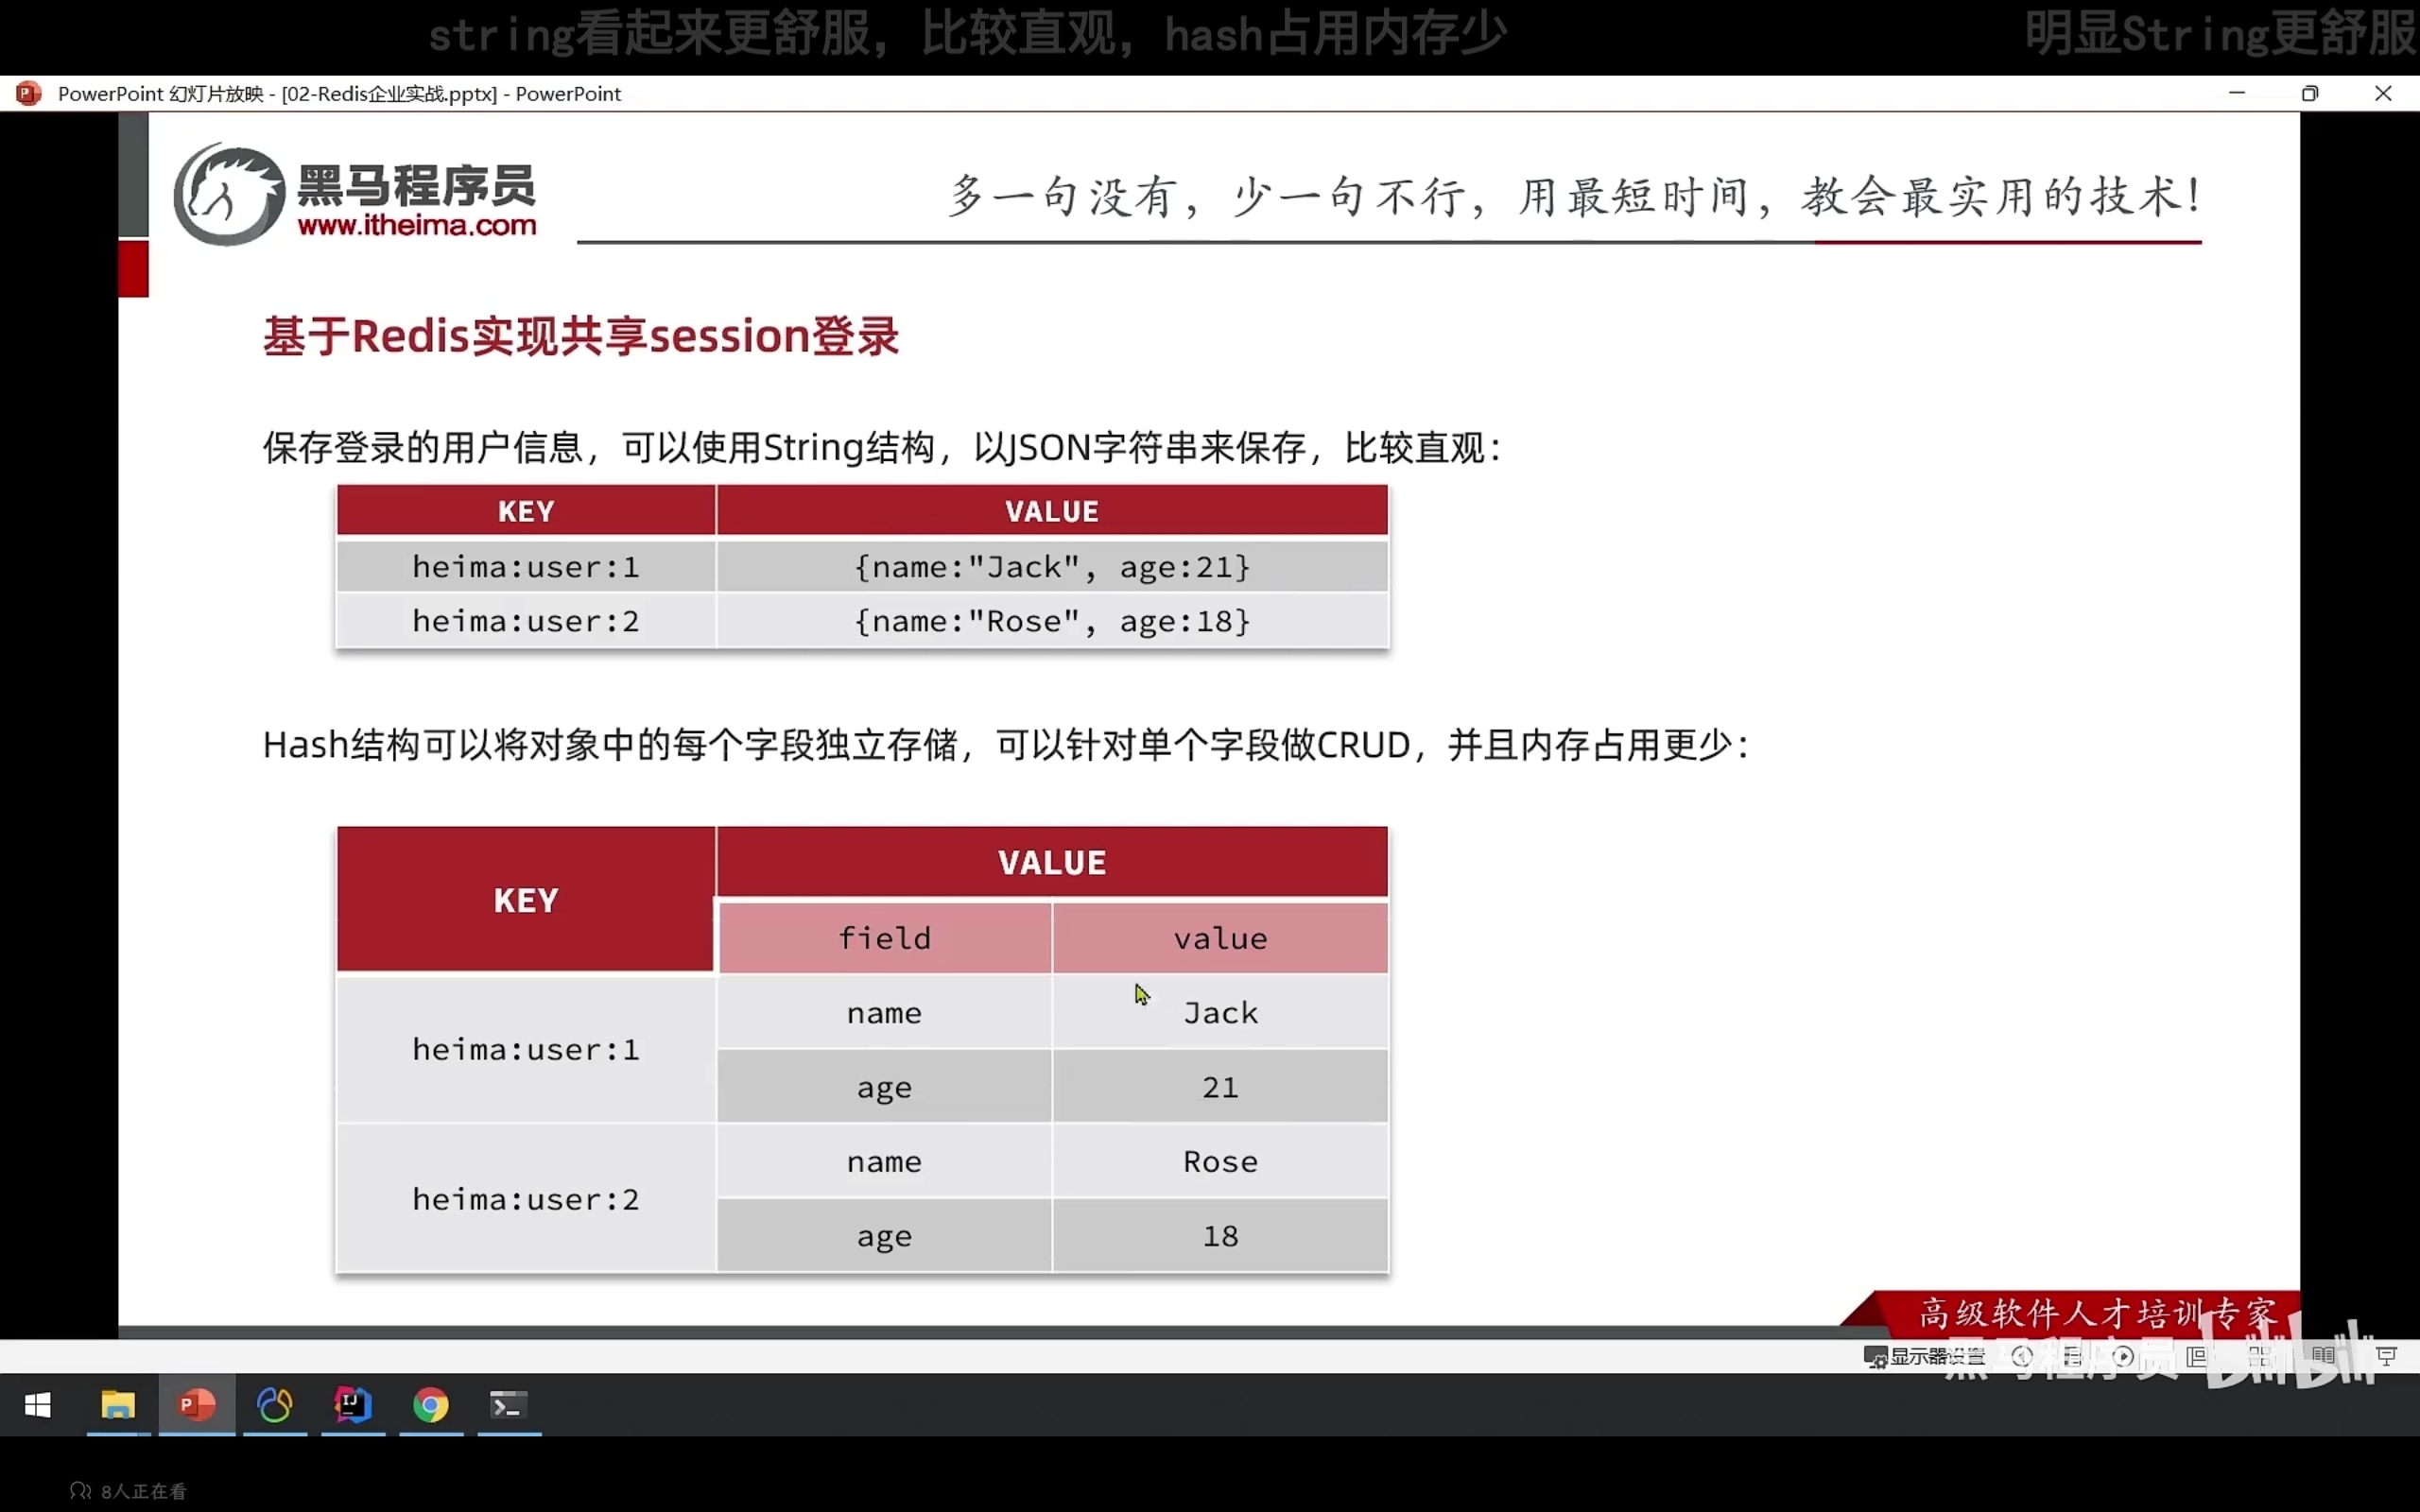 string看起来更舒服，比较直观，hash占用内存少
明显String更舒服
PowerPoint 幻灯片放映 - [02-Redis企业实战.pptx] - PowerPoint
黑马程序员
www.itheima.com
多一句没有，少一句不行，用最短时间，教会最实用的技术！
基于Redis实现共享session登录
保存登录的用户信息，可以使用String结构，以JSON字符串来保存，比较直观：
KEY VALUE
heima:user:1 {name:"Jack", age:21}
heima:user:2 {name:"Rose", age:18}
Hash结构可以将对象中的每个字段独立存储，可以针对单个字段做CRUD，并且内存占用更少：
KEY VALUE
field value
heima:user:1 name Jack
age 21
heima:user:2 name Rose
age 18
高级软件人才培训专家
显示器设置
黑马程序员 bilibili
8人正在看